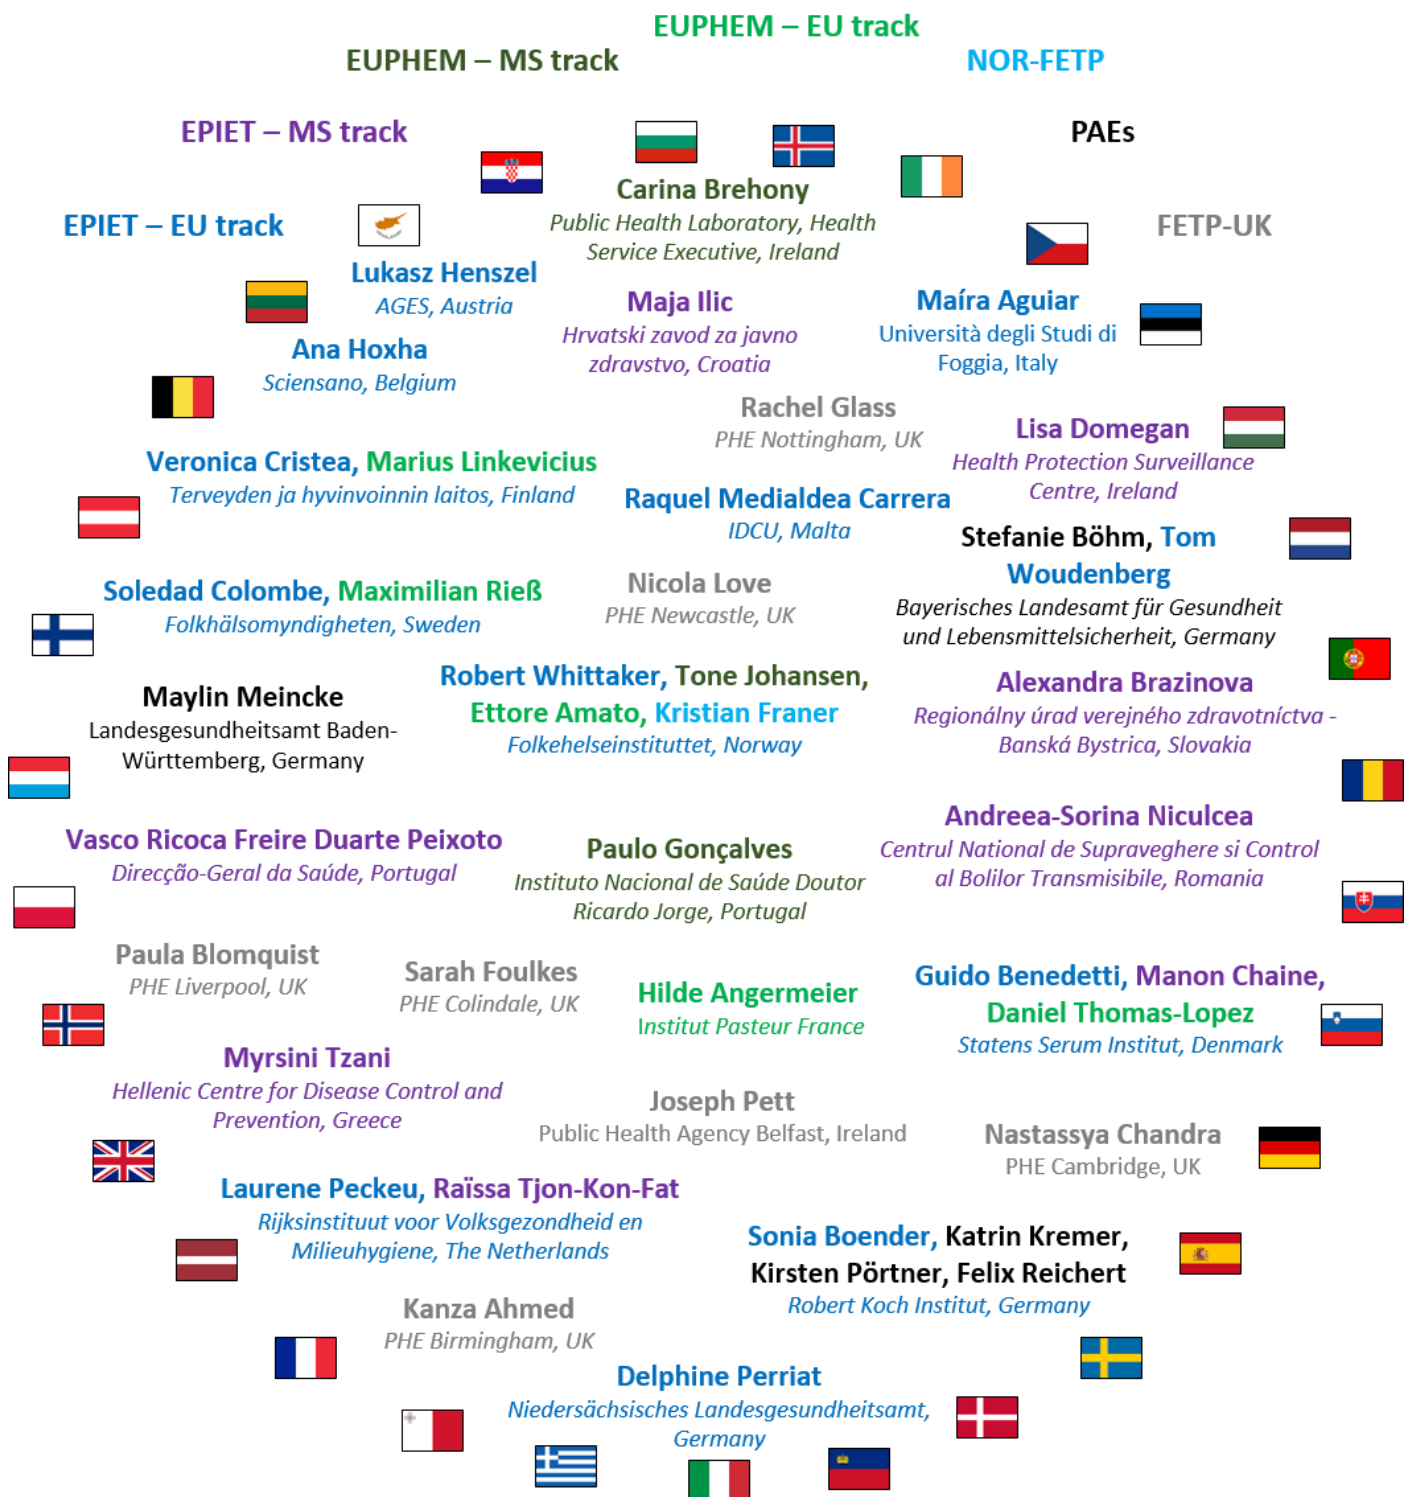 EUPHEM – EU track
EUPHEM – MS track
NOR-FETP
EPIET – MS track
PAEs
EPIET – EU track
FETP-UK
Carina Brehony
Public Health Laboratory, Health
Service Executive, Ireland
Lukasz Henszel
AGES, Austria
Maja Ilic
Hrvatski zavod za javno
zdravstvo, Croatia
Maíra Aguiar
Università degli Studi di
Foggia, Italy
Ana Hoxha
Sciensano, Belgium
Rachel Glass
PHE Nottingham, UK
Lisa Domegan
Health Protection Surveillance
Centre, Ireland
Veronica Cristea, Marius Linkevicius
Terveyden ja hyvinvoinnin laitos, Finland
Raquel Medialdea Carrera
IDCU, Malta
Stefanie Böhm, Tom
Woudenberg
Bayerisches Landesamt für Gesundheit
und Lebensmittelsicherheit, Germany
Soledad Colombe, Maximilian Rieß
Folkhälsomyndigheten, Sweden
Nicola Love
PHE Newcastle, UK
Maylin Meincke
Landesgesundheitsamt Baden-
Württemberg, Germany
Robert Whittaker, Tone Johansen,
Ettore Amato, Kristian Franer
Folkehelseinstituttet, Norway
Alexandra Brazinova
Regionálny úrad verejného zdravotníctva -
Banská Bystrica, Slovakia
Vasco Ricoca Freire Duarte Peixoto
Direcção-Geral da Saúde, Portugal
Paulo Gonçalves
Instituto Nacional de Saúde Doutor
Ricardo Jorge, Portugal
Andreea-Sorina Niculcea
Centrul National de Supraveghere si Control
al Bolilor Transmisibile, Romania
Paula Blomquist
PHE Liverpool, UK
Sarah Foulkes
PHE Colindale, UK
Hilde Angermeier
Institut Pasteur France
Guido Benedetti, Manon Chaine,
Daniel Thomas-Lopez
Statens Serum Institut, Denmark
Myrsini Tzani
Hellenic Centre for Disease Control and
Prevention, Greece
Joseph Pett
Public Health Agency Belfast, Ireland
Nastassya Chandra
PHE Cambridge, UK
Laurene Peckeu, Raïssa Tjon-Kon-Fat
Rijksinstituut voor Volksgezondheid en
Milieuhygiene, The Netherlands
Sonia Boender, Katrin Kremer,
Kirsten Pörtner, Felix Reichert
Robert Koch Institut, Germany
Kanza Ahmed
PHE Birmingham, UK
Delphine Perriat
Niedersächsisches Landesgesundheitsamt,
Germany